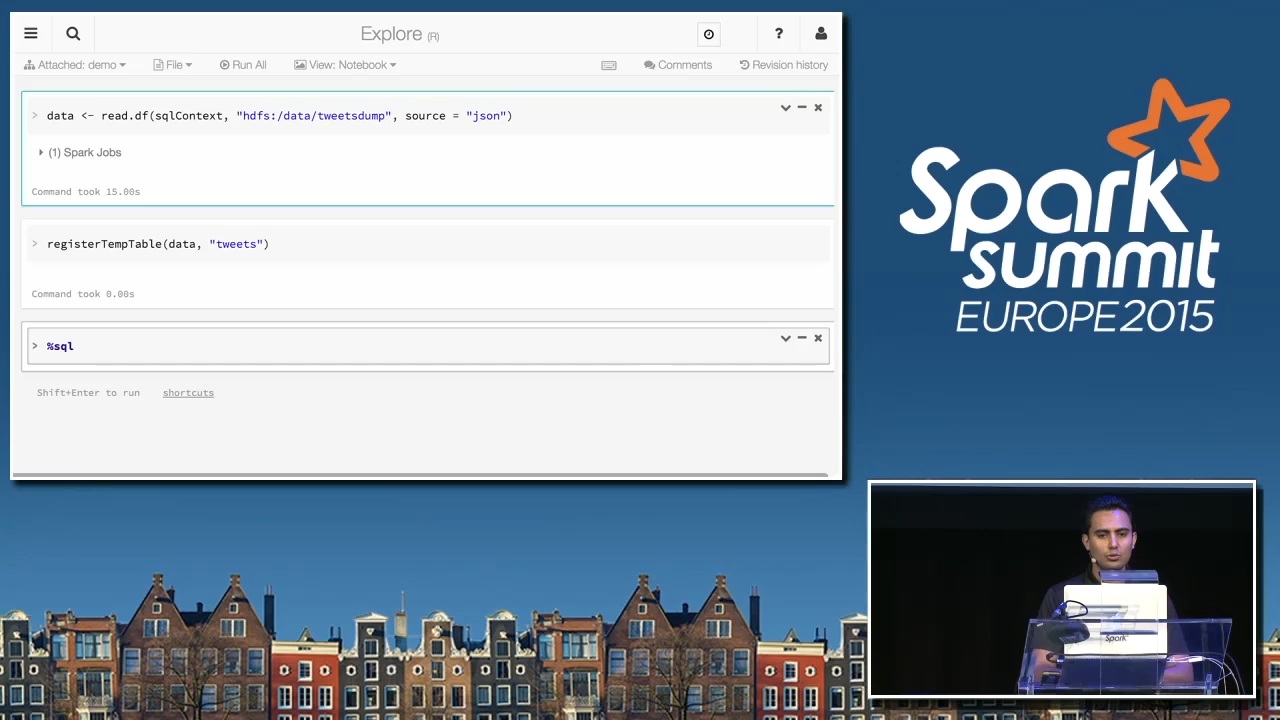 Explore (R)
?
Attached: demo
File
Run All
View: Notebook
Comments
Revision history
> data <- read.df(sqlContext, "hdfs:/data/tweetsdump", source = "json")
(1) Spark Jobs
Command took 15.00s
> registerTempTable(data, "tweets")
Command took 0.00s
> %sql
Shift+Enter to run
shortcuts
Spark
summit
EUROPE 2015
Spark